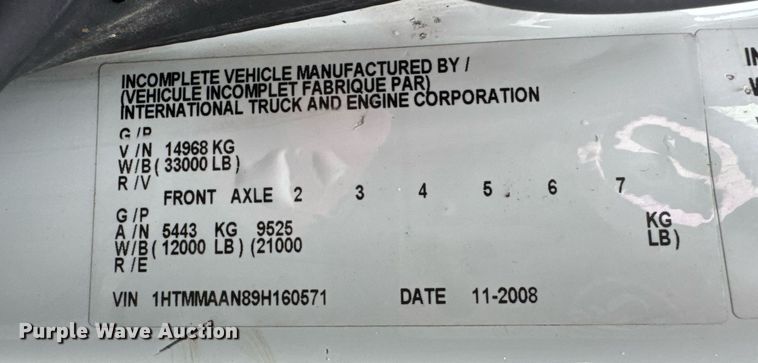 INCOMPLETE VEHICLE MANUFACTURED BY /
(VEHICULE INCOMPLET FABRIQUE PAR)
INTERNATIONAL TRUCK AND ENGINE CORPORATION
G /P
V / N 14968 KG
W/B( 33000 LB)
R / V
FRONT AXLE 2 3 4 5 6 7
G /P
A / N 5443 KG 9525 KG
W/B( 12000 LB) (21000 LB)
R / E
VIN 1HTMMAAN89H160571 DATE 11-2008
Purple Wave Auction